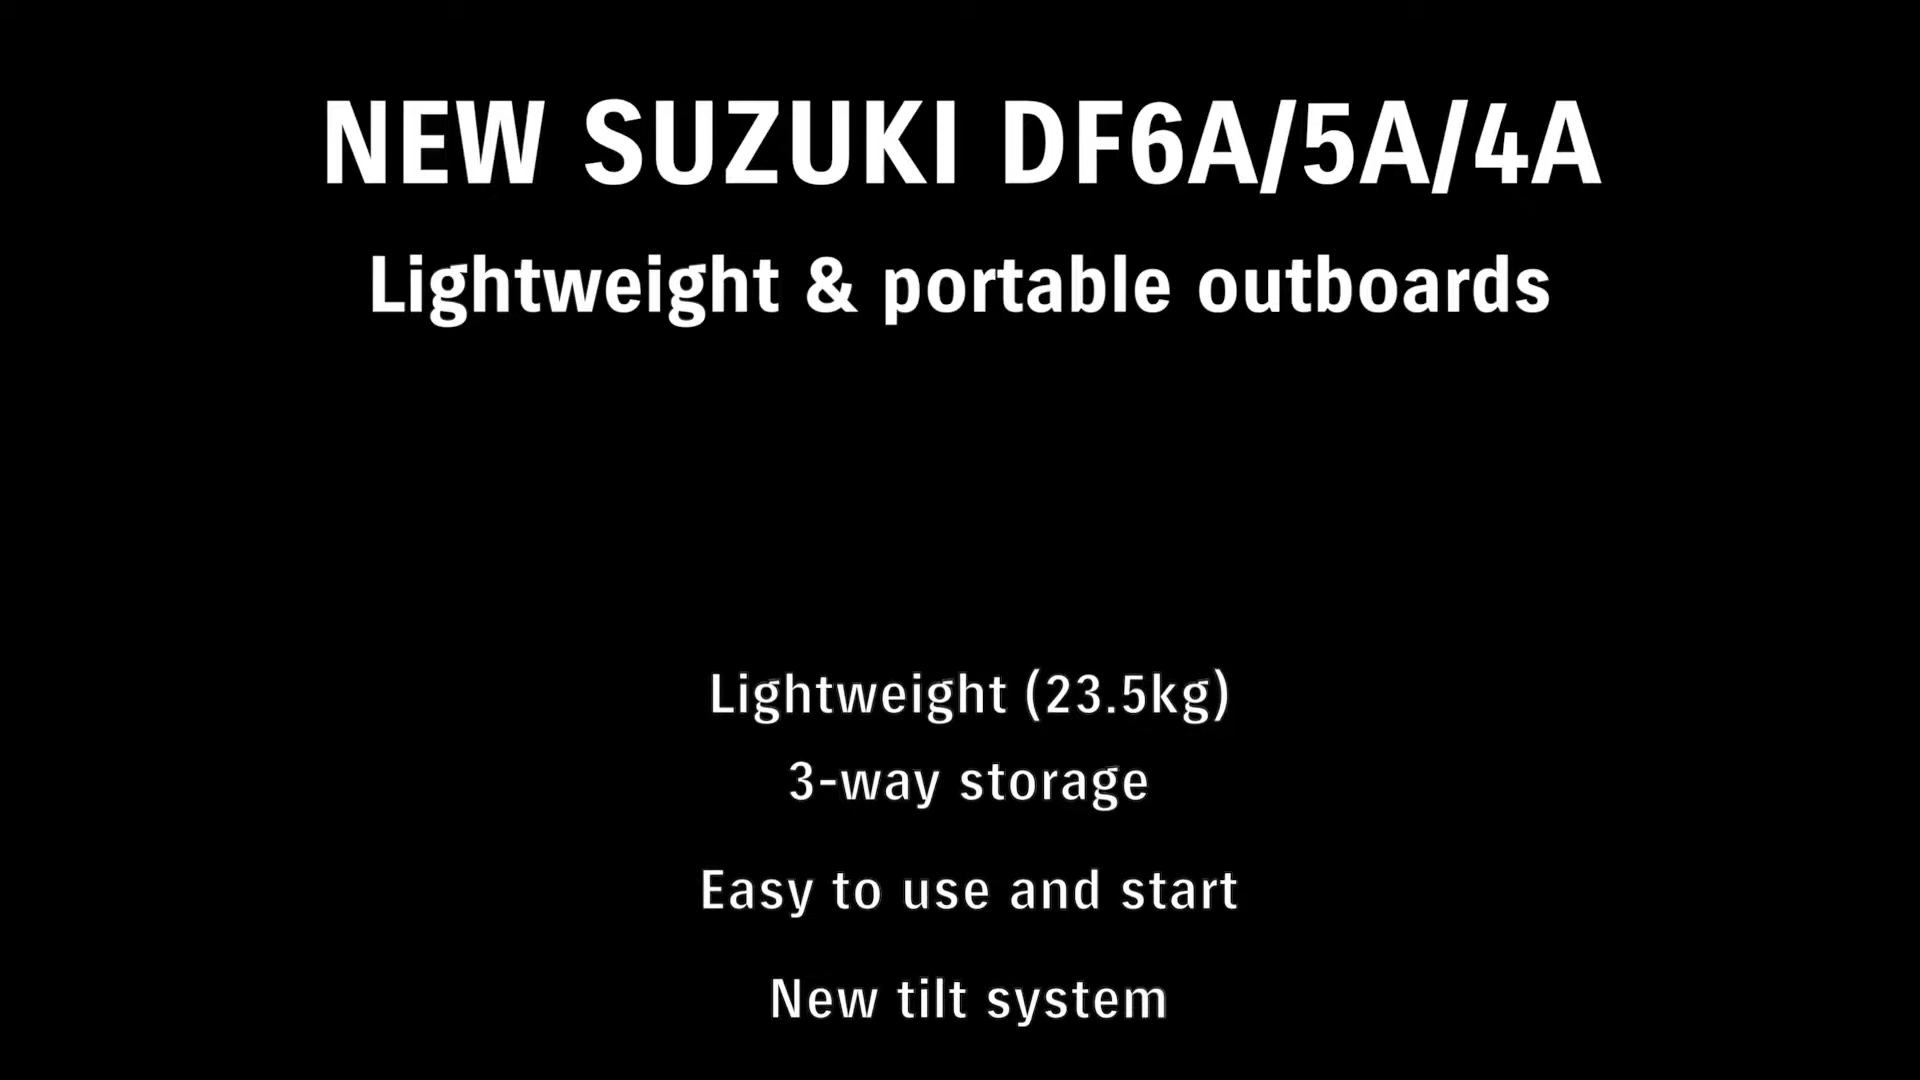 NEW SUZUKI DF6A/5A/4A
Lightweight & portable outboards
Lightweight (23.5kg)
3-way storage
Easy to use and start
New tilt system